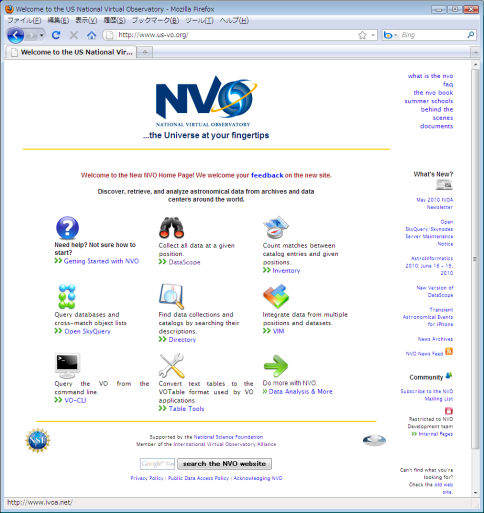 Welcome to the US National Virtual Observatory - Mozilla Firefox
ファイル(F) 編集(E) 表示(V) 履歴(S) ブックマーク(B) ツール(T) ヘルプ(H)
http://www.us-vo.org/
Bing
Welcome to the US National Vir...
NVO
NATIONAL VIRTUAL OBSERVATORY
...the Universe at your fingertips
what is the nvo
faq
the nvo book
summer schools
behind the
scenes
documents
Welcome to the New NVO Home Page! We welcome your feedback on the new site.
Discover, retrieve, and analyze astronomical data from archives and data
centers around the world.
Need help? Not sure how to
start?
Getting Started with NVO
Collect all data at a given
position.
DataScope
Count matches between
catalog entries and given
positions.
Inventory
Query databases and
cross-match object lists
Open SkyQuery
Find data collections and
catalogs by searching their
descriptions.
Directory
Integrate data from multiple
positions and datasets.
VIM
Query the VO from the
command line.
VO-CLI
Convert text tables to the
VOTable format used by VO
applications.
Table Tools
Do more with NVO.
Data Analysis & More
What's New?
May 2010 NOA
Newsletter
Open
SkyQuery Skynodes
Server Maintenance
Notice
AstroInformatics
2010: June 16 - 19,
2010
New Version of
DataScope
Transient
Astronomical Events
for iPhone
News Archives
NVO News Feed
Community
Subscribe to the NVO
Mailing List
Restricted to NVO
Development team
Internal Pages
Can't find what you're
looking for?
Check the old web
site.
NSF
Supported by the National Science Foundation
Member of the International Virtual Observatory Alliance
Google
search the NVO website
Privacy Policy | Public Data Access Policy | Acknowledging NVO
http://www.ivoa.net/